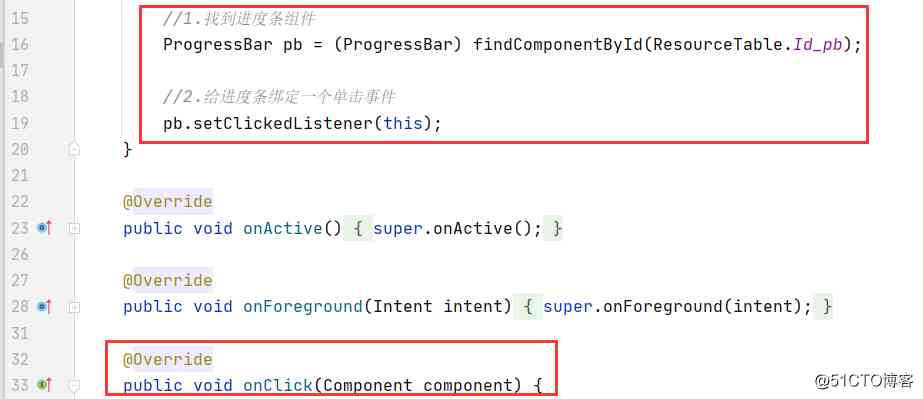 15 //1.找到进度条组件
16 ProgressBar pb = (ProgressBar) findComponentById(ResourceTable.Id_pb);
17
18 //2.给进度条绑定一个单击事件
19 pb.setClickedListener(this);
20 }
21
22 @Override
23 public void onActive() { super.onActive(); }
26
27 @Override
28 public void onForeground(Intent intent) { super.onForeground(intent); }
31
32 @Override
33 public void onClick(Component component) {
@51CTO博客